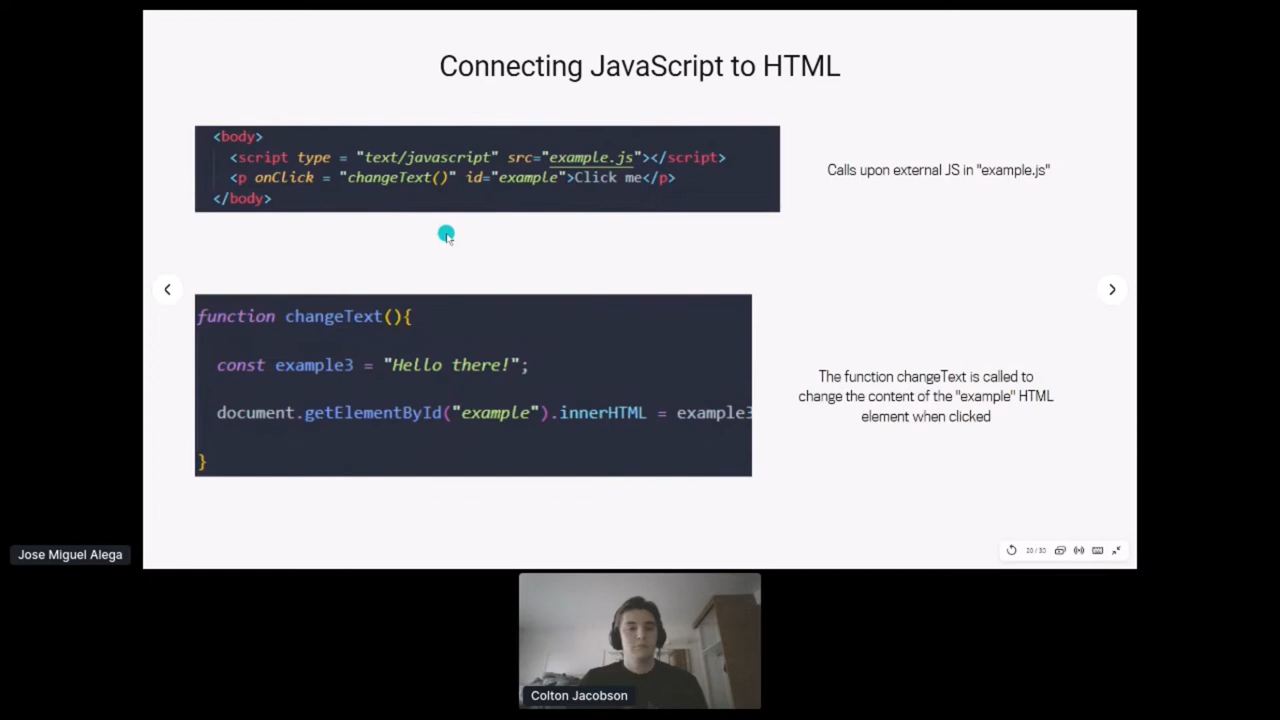 Connecting JavaScript to HTML
<body>
<script type = "text/javascript" src="example.js"></script>
<p onClick = "changeText()" id="example">Click me</p>
</body>
Calls upon external JS in "example.js"
function changeText(){
const example3 = "Hello there!";
document.getElementById("example").innerHTML = example3
}
The function changeText is called to
change the content of the "example" HTML
element when clicked
20 / 30
Jose Miguel Alega
Colton Jacobson